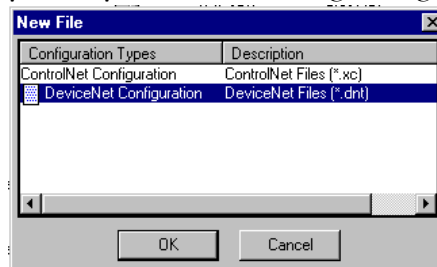 New File
Configuration Types Description
ControlNet Configuration ControlNet Files (*.xc)
DeviceNet Configuration DeviceNet Files (*.dnt)
OK Cancel